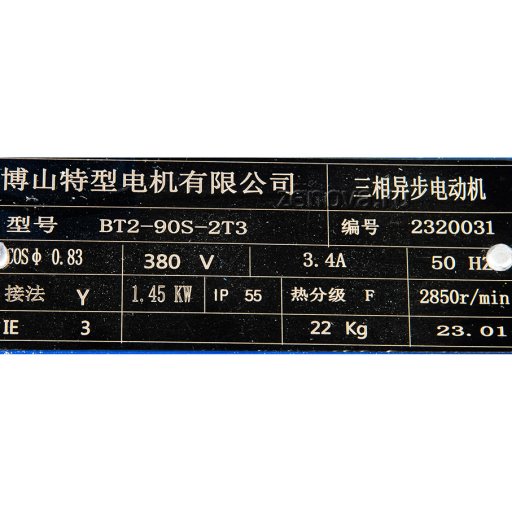 博山特型电机有限公司 三相异步电动机
型号 BT2-90S-2T3 编号 2320031
COSφ 0.83 380 V 3.4A 50 HZ
接法 Y 1.45 KW IP 55 热分级 F 2850r/min
IE 3 22 Kg 23.01